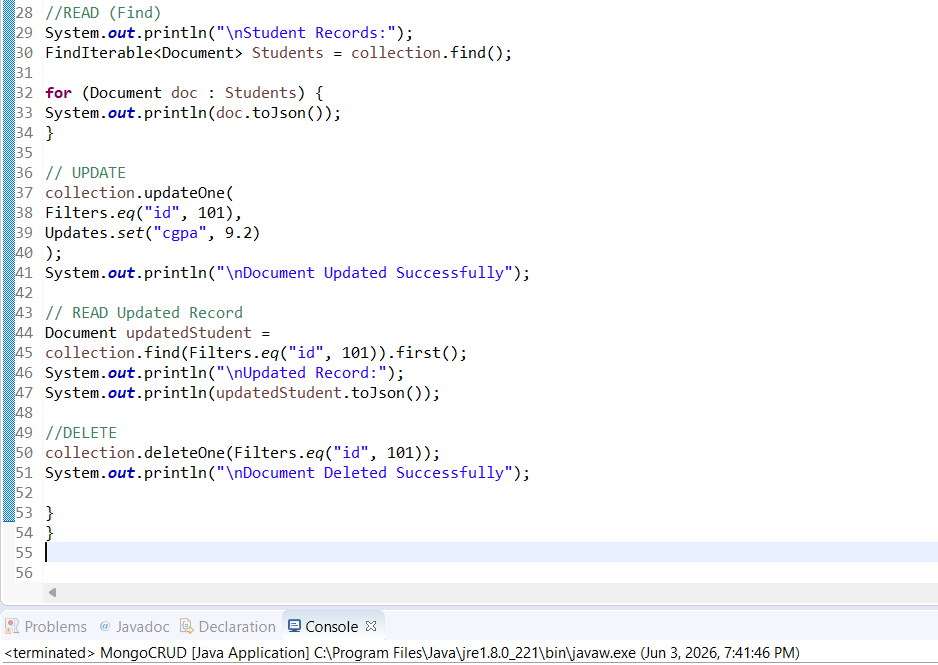 28 //READ (Find)
29 System.out.println("\nStudent Records:");
30 FindIterable<Document> Students = collection.find();
31
32 for (Document doc : Students) {
33 System.out.println(doc.toJson());
34 }
35
36 // UPDATE
37 collection.updateOne(
38 Filters.eq("id", 101),
39 Updates.set("cgpa", 9.2)
40 );
41 System.out.println("\nDocument Updated Successfully");
42
43 // READ Updated Record
44 Document updatedStudent =
45 collection.find(Filters.eq("id", 101)).first();
46 System.out.println("\nUpdated Record:");
47 System.out.println(updatedStudent.toJson());
48
49 //DELETE
50 collection.deleteOne(Filters.eq("id", 101));
51 System.out.println("\nDocument Deleted Successfully");
52
53 }
54 }
55
56
Problems @ Javadoc Declaration Console
<terminated> MongoCRUD [Java Application] C:\Program Files\Java\jre1.8.0_221\bin\javaw.exe (Jun 3, 2026, 7:41:46 PM)